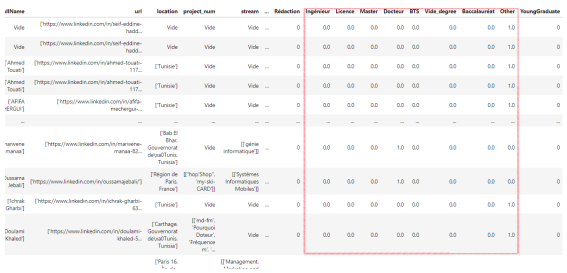 dName url location project_num stream ... Rédaction Ingénieur Licence Master Docteur BTS Vide_degree Baccalauréat Other YoungGraduate
Vide ['https://www.linkedin.com/in/seif-eddine-hadd... Vide Vide Vide ... 0 0.0 0.0 0.0 0.0 0.0 0.0 0.0 1.0 0
Vide ['https://www.linkedin.com/in/seif-eddine-hadd... Vide Vide Vide ... 0 0.0 0.0 0.0 0.0 0.0 0.0 0.0 1.0 0
['Ahmed Touati'] ['https://www.linkedin.com/in/ahmed-touati-117... ['Tunisie'] Vide Vide ... 0 0.0 0.0 0.0 0.0 0.0 0.0 0.0 1.0 0
['Ahmed Touati'] ['https://www.linkedin.com/in/ahmed-touati-117... ['Tunisie'] Vide Vide ... 0 0.0 0.0 0.0 0.0 0.0 0.0 0.0 1.0 0
['AFIFA MECHERGUI'] ['https://www.linkedin.com/in/afifa-mechergui-... ['Tunisie'] Vide Vide ... 0 0.0 0.0 0.0 0.0 0.0 0.0 0.0 1.0 0
... ... ... ... ... ... ... ... ... ... ... ... ... ... ... ...
marwene manaa'] ['https://www.linkedin.com/in/marwene-manaa-82... ['Bab El Bhar, Gouvernorat de\xa0Tunis, Tunisia'] Vide [['génie informatique']] ... 0 0.0 0.0 0.0 1.0 0.0 0.0 0.0 0.0 0
oussama Jebali'] ['https://www.linkedin.com/in/oussamajebali/'] ['Région de Paris, France'] [["hop'Shop", 'my-ski-CARD']] [['Systèmes Informatiques Mobiles']] ... 0 0.0 0.0 0.0 1.0 0.0 0.0 0.0 0.0 0
['Ichrak Gharbi'] ['https://www.linkedin.com/in/ichrak-gharbi-63... ['Tunisie'] Vide Vide ... 0 0.0 0.0 0.0 0.0 0.0 0.0 0.0 1.0 0
Doulami Khaled'] ['https://www.linkedin.com/in/doulami-khaled-5... ['Carthage, Gouvernorat de\xa0Tunis, Tunisia'] [['md-fm', 'Pourquoi Doteur', 'Fréquence m', '... Vide ... 0 0.0 0.0 0.0 0.0 0.0 0.0 0.0 1.0 0
['Paris 16, [['Management,